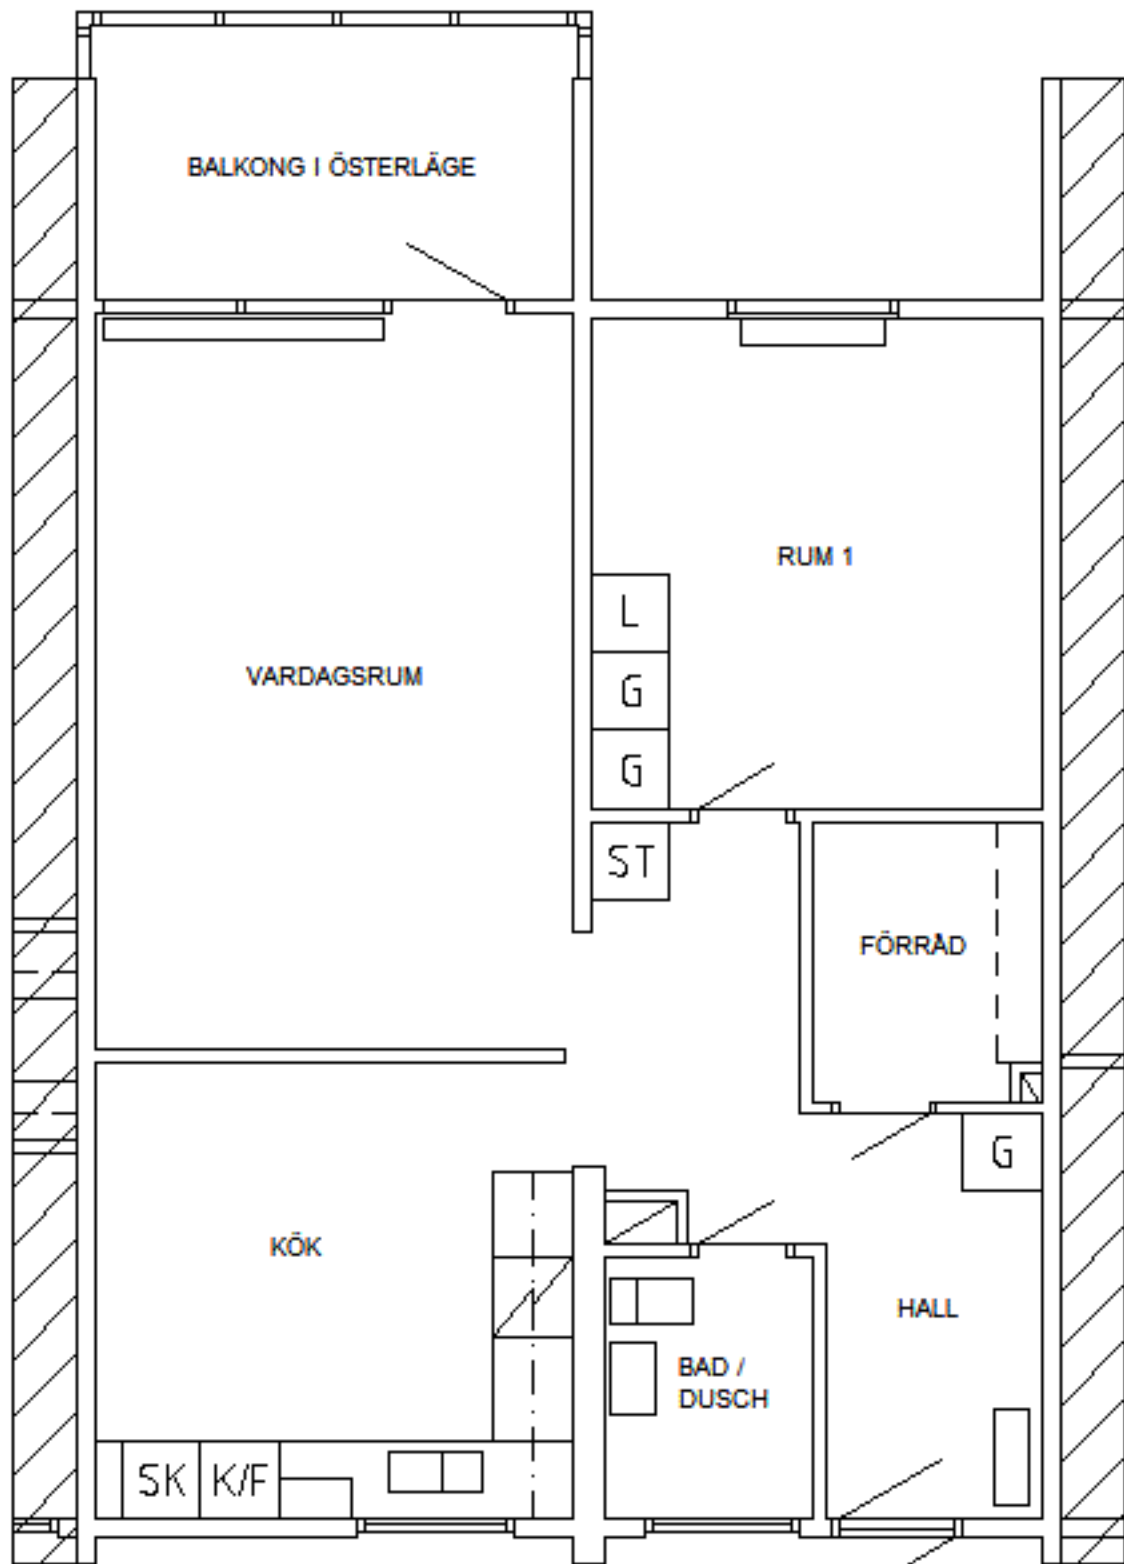 BALKONG I ÖSTERLÄGE
RUM 1
L
VARDAGSRUM
G
G
ST
FÖRRÅD
G
KÖK
HALL
BAD /
DUSCH
SK
K/F